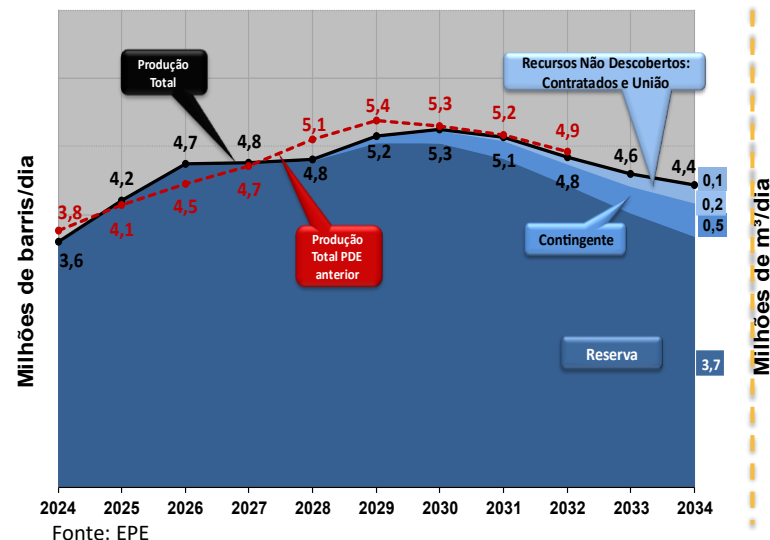 Milhões de barris/dia
Produção
Total
Recursos Não Descobertos:
Contratados e União
3,8
3,6
4,2
4,1
4,7
4,5
4,8
4,7
5,1
4,8
5,4
5,2
5,3
5,3
5,2
5,1
4,9
4,8
4,6
4,4
0,1
0,2
0,5
Produção
Total PDE
anterior
Contingente
Reserva
3,7
Milhões de m³/dia
2024 2025 2026 2027 2028 2029 2030 2031 2032 2033 2034
Fonte: EPE